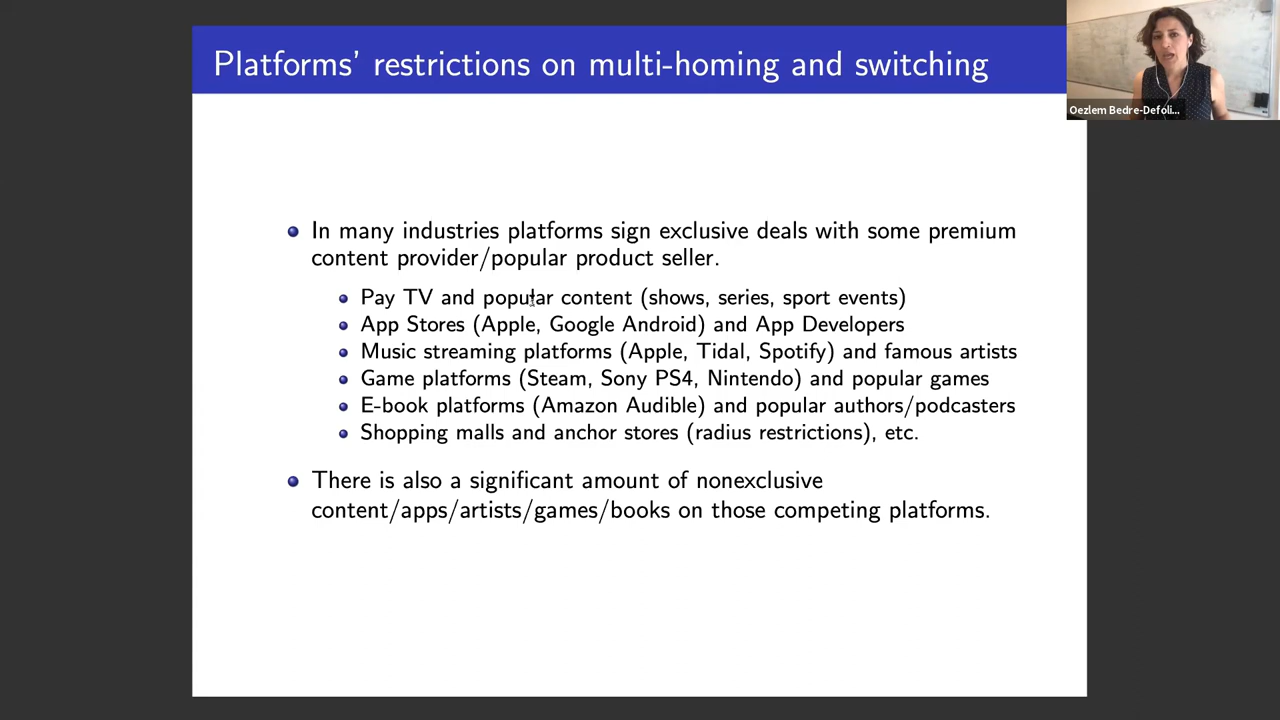 Platforms' restrictions on multi-homing and switching
Oezlem Bedre-Defoli...
In many industries platforms sign exclusive deals with some premium
content provider/popular product seller.
Pay TV and popular content (shows, series, sport events)
App Stores (Apple, Google Android) and App Developers
Music streaming platforms (Apple, Tidal, Spotify) and famous artists
Game platforms (Steam, Sony PS4, Nintendo) and popular games
E-book platforms (Amazon Audible) and popular authors/podcasters
Shopping malls and anchor stores (radius restrictions), etc.
There is also a significant amount of nonexclusive
content/apps/artists/games/books on those competing platforms.